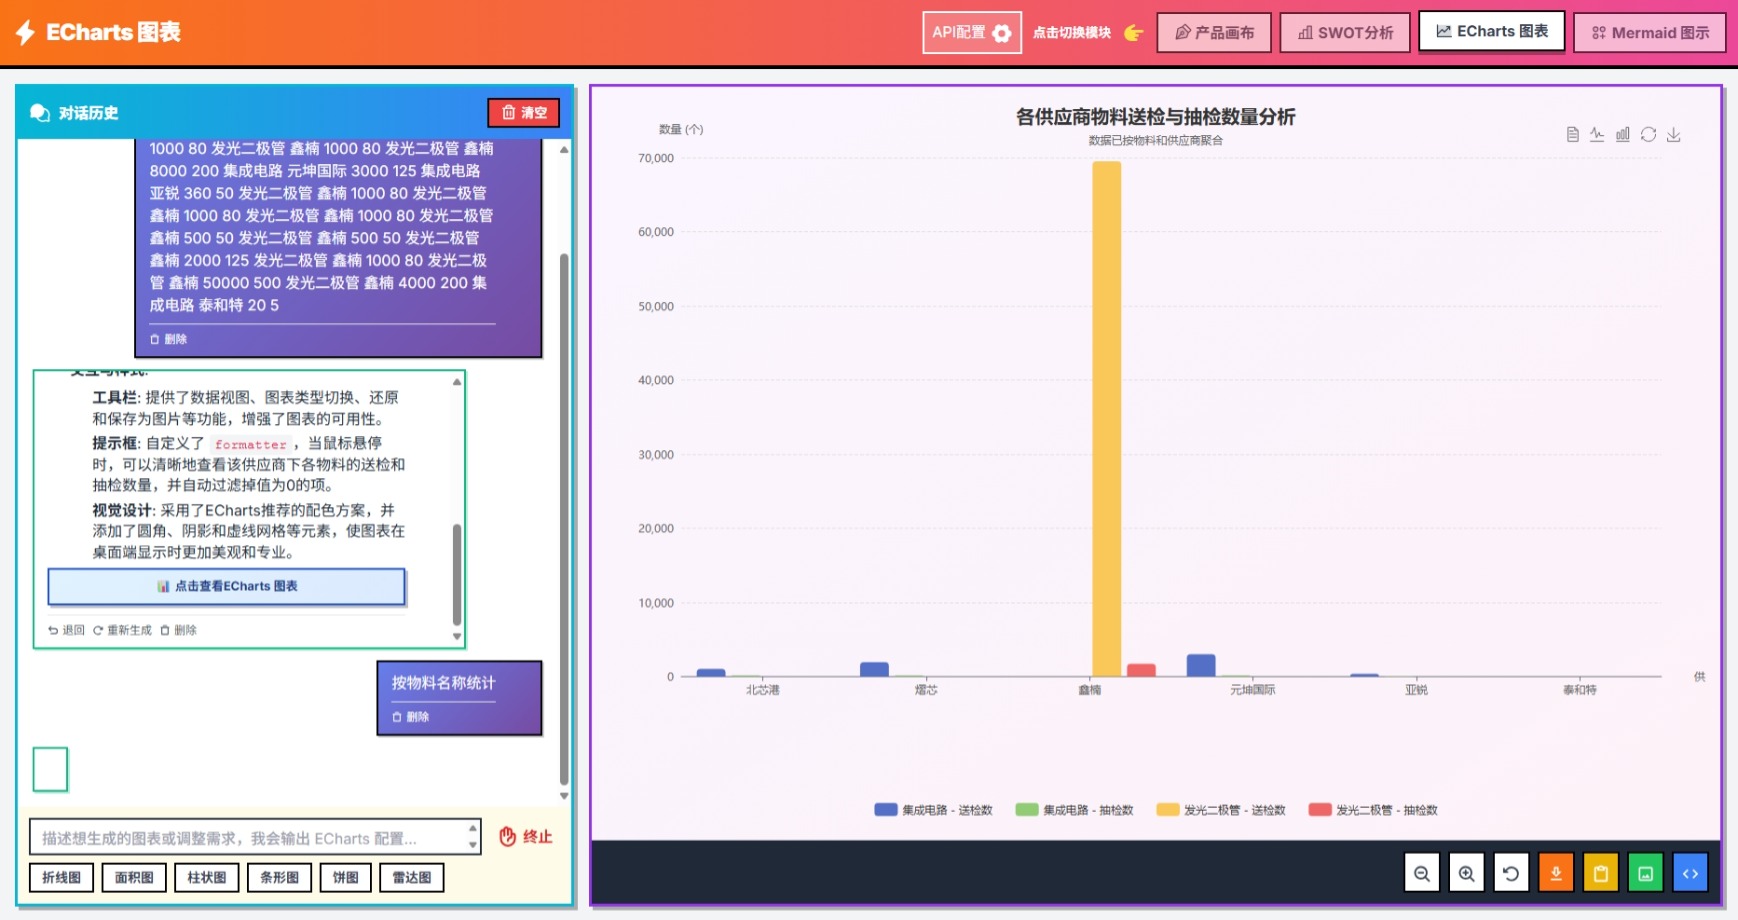 ECharts 图表
API配置
点击切换模块
产品画布
SWOT分析
ECharts 图表
Mermaid 图示
对话历史
清空
1000 80 发光二极管 鑫楠 1000 80 发光二极管 鑫楠
8000 200 集成电路 元坤国际 3000 125 集成电路
亚锐 360 50 发光二极管 鑫楠 1000 80 发光二极管
鑫楠 1000 80 发光二极管 鑫楠 1000 80 发光二极管
鑫楠 500 50 发光二极管 鑫楠 500 50 发光二极管
鑫楠 2000 125 发光二极管 鑫楠 1000 80 发光二极
管 鑫楠 50000 500 发光二极管 鑫楠 4000 200 集
成电路 泰和特 20 5
删除
工具栏: 提供了数据视图、图表类型切换、还原
和保存为图片等功能，增强了图表的可用性。
提示框: 自定义了 formatter ，当鼠标悬停
时，可以清晰地查看该供应商下各物料的送检和
抽检数量，并自动过滤掉值为0的项。
视觉设计: 采用了ECharts推荐的配色方案，并
添加了圆角、阴影和虚线网格等元素，使图表在
桌面端显示时更加美观和专业。
点击查看ECharts 图表
退回 重新生成 删除
按物料名称统计
删除
描述想生成的图表或调整需求，我会输出 ECharts 配置...
终止
折线图
面积图
柱状图
条形图
饼图
雷达图
各供应商物料送检与抽检数量分析
数据已按物料和供应商聚合
数量 (个)
70,000
60,000
50,000
40,000
30,000
20,000
10,000
0
北芯港
熠芯
鑫楠
元坤国际
亚锐
泰和特
供
集成电路 - 送检数
集成电路 - 抽检数
发光二极管 - 送检数
发光二极管 - 抽检数